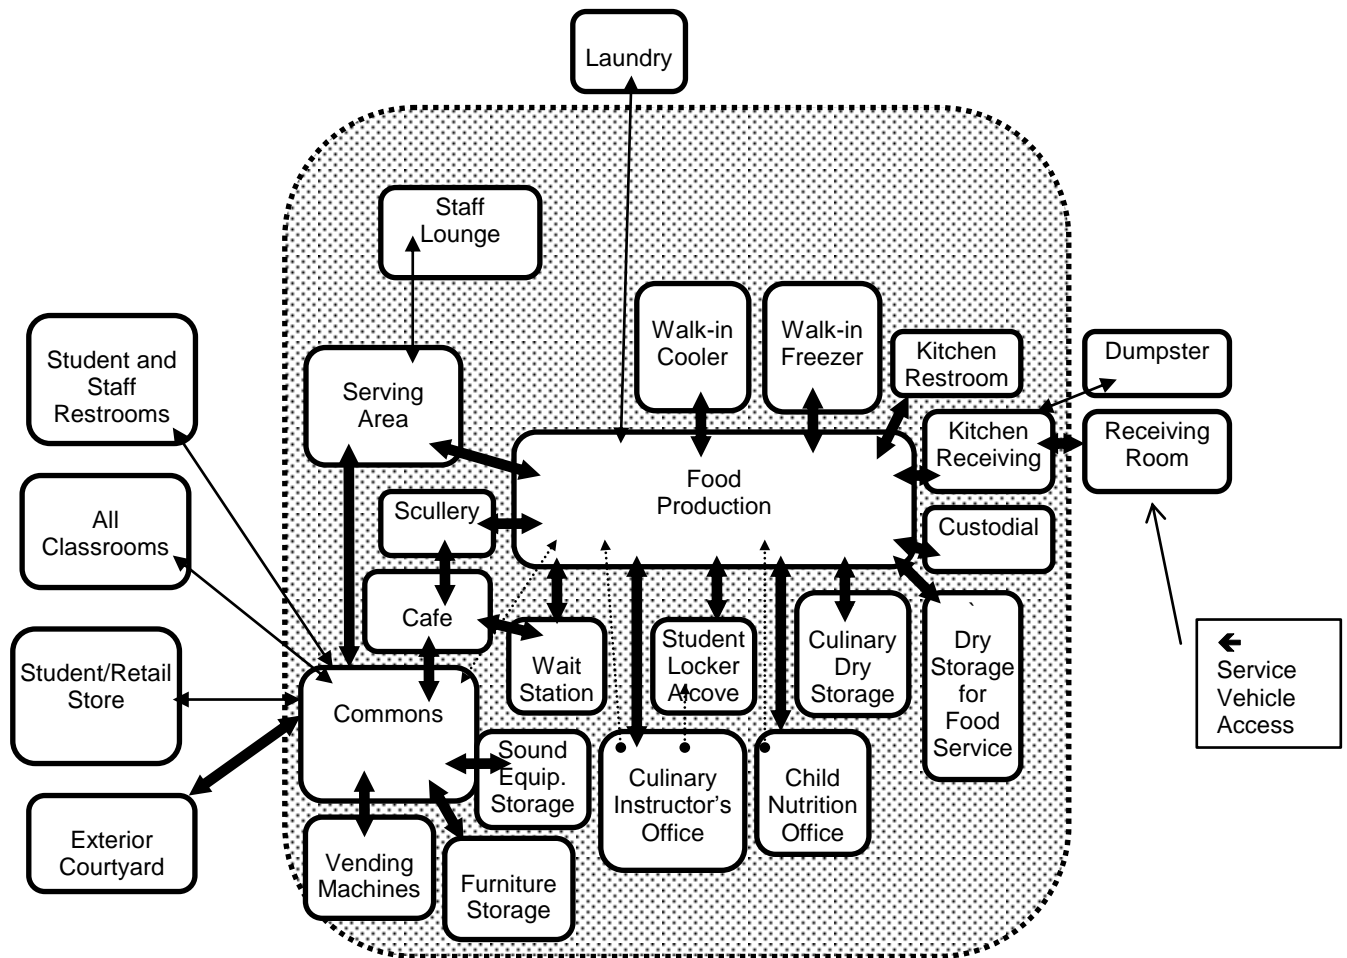 Laundry
Staff
Lounge
Walk-in
Cooler
Walk-in
Freezer
Kitchen
Restroom
Dumpster
Student and
Staff
Restrooms
Serving
Area
Kitchen
Receiving
Receiving
Room
Food
Production
Scullery
Custodial
All
Classrooms
Cafe
Wait
Station
Student
Locker
Alcove
Culinary
Dry
Storage
Dry
Storage
for
Food
Service
Service
Vehicle
Access
Student/Retail
Store
Commons
Sound
Equip.
Storage
Culinary
Instructor’s
Office
Child
Nutrition
Office
Exterior
Courtyard
Vending
Machines
Furniture
Storage